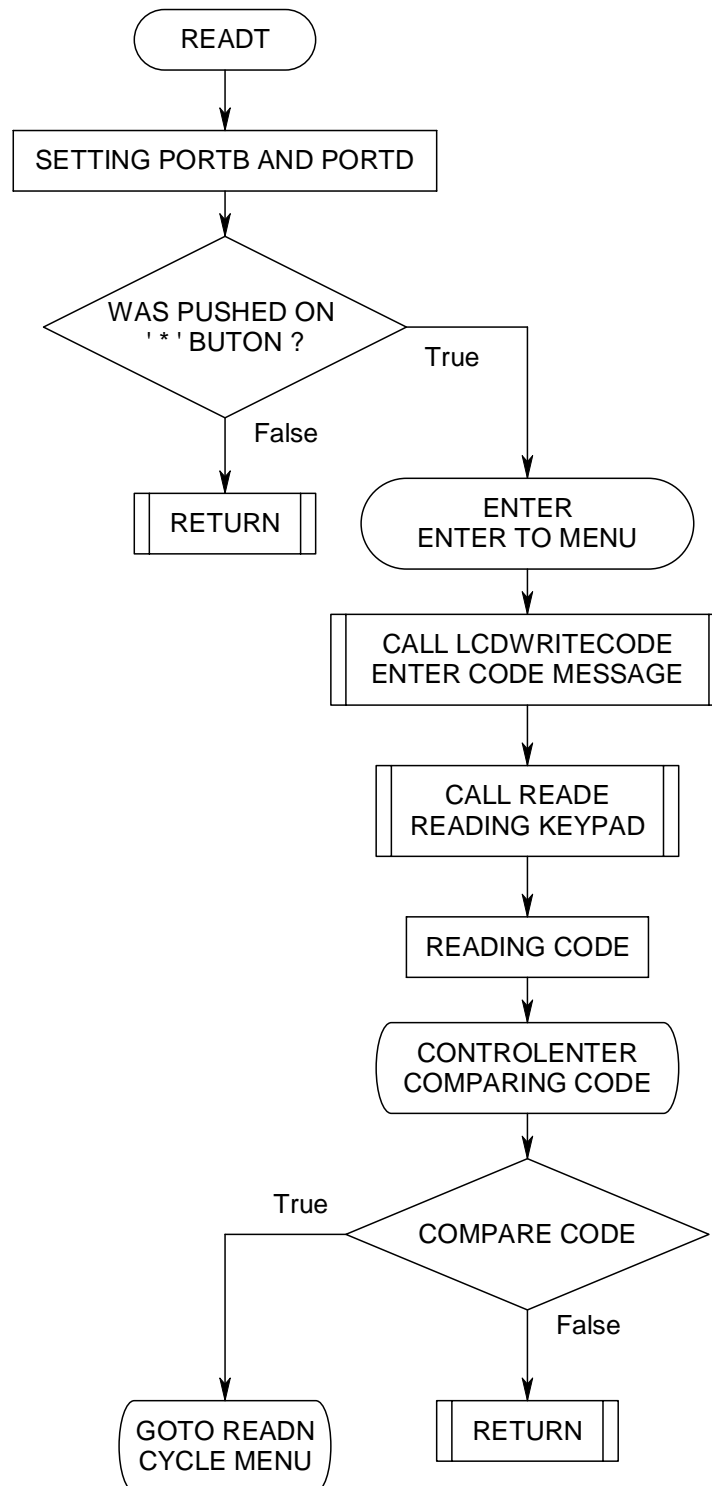 READT
SETTING PORTB AND PORTD
WAS PUSHED ON
' * ' BUTON ?
True
False
RETURN
ENTER
ENTER TO MENU
CALL LCDWRITECODE
ENTER CODE MESSAGE
CALL READE
READING KEYPAD
READING CODE
CONTROLENTER
COMPARING CODE
True
COMPARE CODE
False
GOTO READN
CYCLE MENU
RETURN